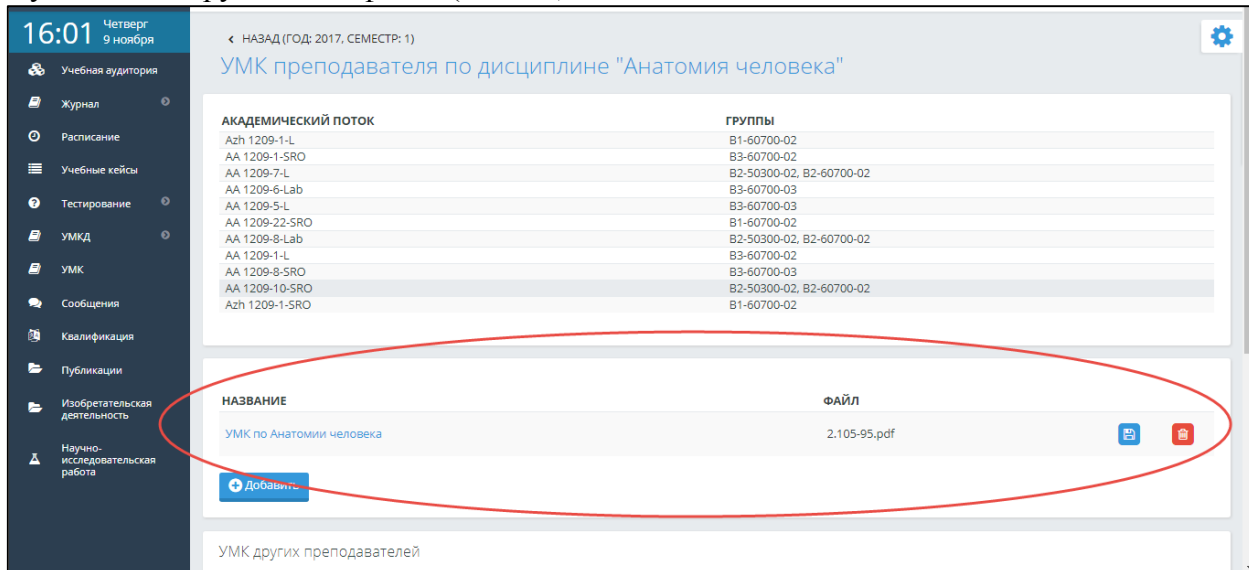 16:01 Четверг
9 ноября
Учебная аудитория
Журнал
Расписание
Учебные кейсы
Тестирование
УМКД
УМК
Сообщения
Квалификация
Публикации
Изобретательская
деятельность
Научно-
исследовательская
работа
НАЗАД (ГОД: 2017, СЕМЕСТР: 1)
УМК преподавателя по дисциплине "Анатомия человека"
АКАДЕМИЧЕСКИЙ ПОТОК ГРУППЫ
Azh 1209-1-L B1-60700-02
AA 1209-1-SRO B3-60700-02
AA 1209-7-L B2-50300-02, B2-60700-02
AA 1209-6-Lab B3-60700-03
AA 1209-5-L B3-60700-03
AA 1209-22-SRO B1-60700-02
AA 1209-8-Lab B2-50300-02, B2-60700-02
AA 1209-1-L B3-60700-02
AA 1209-8-SRO B3-60700-03
AA 1209-10-SRO B2-50300-02, B2-60700-02
Azh 1209-1-SRO B1-60700-02
НАЗВАНИЕ ФАЙЛ
УМК по Анатомии человека 2.105-95.pdf
Добавить
УМК других преподавателей